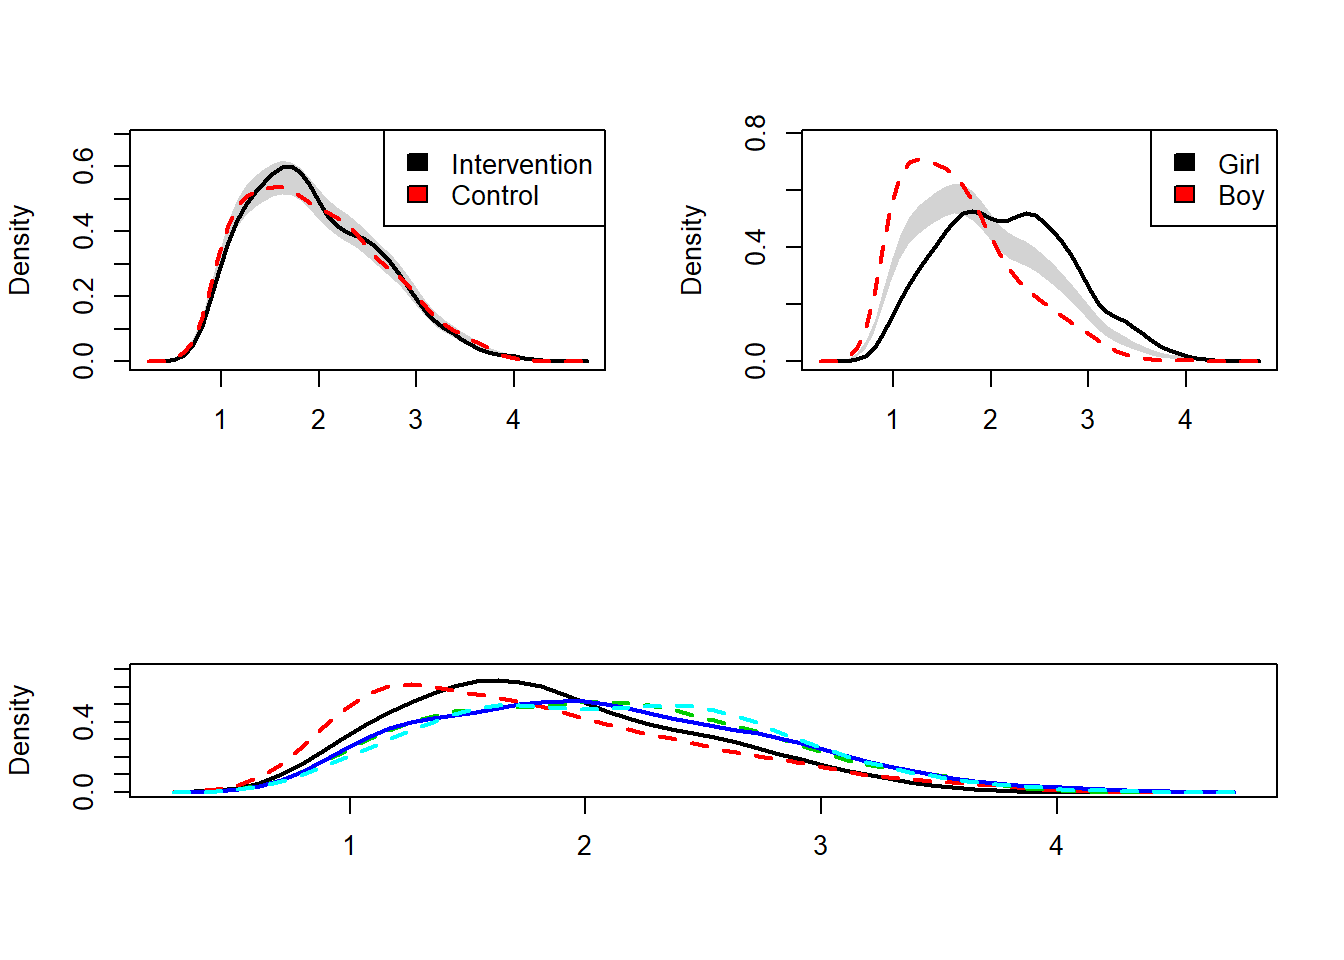 Density
0.0 0.2 0.4 0.6
Intervention
Control
1 2 3 4
Density
0.0 0.4 0.8
Girl
Boy
1 2 3 4
Density
0.0 0.4
1 2 3 4